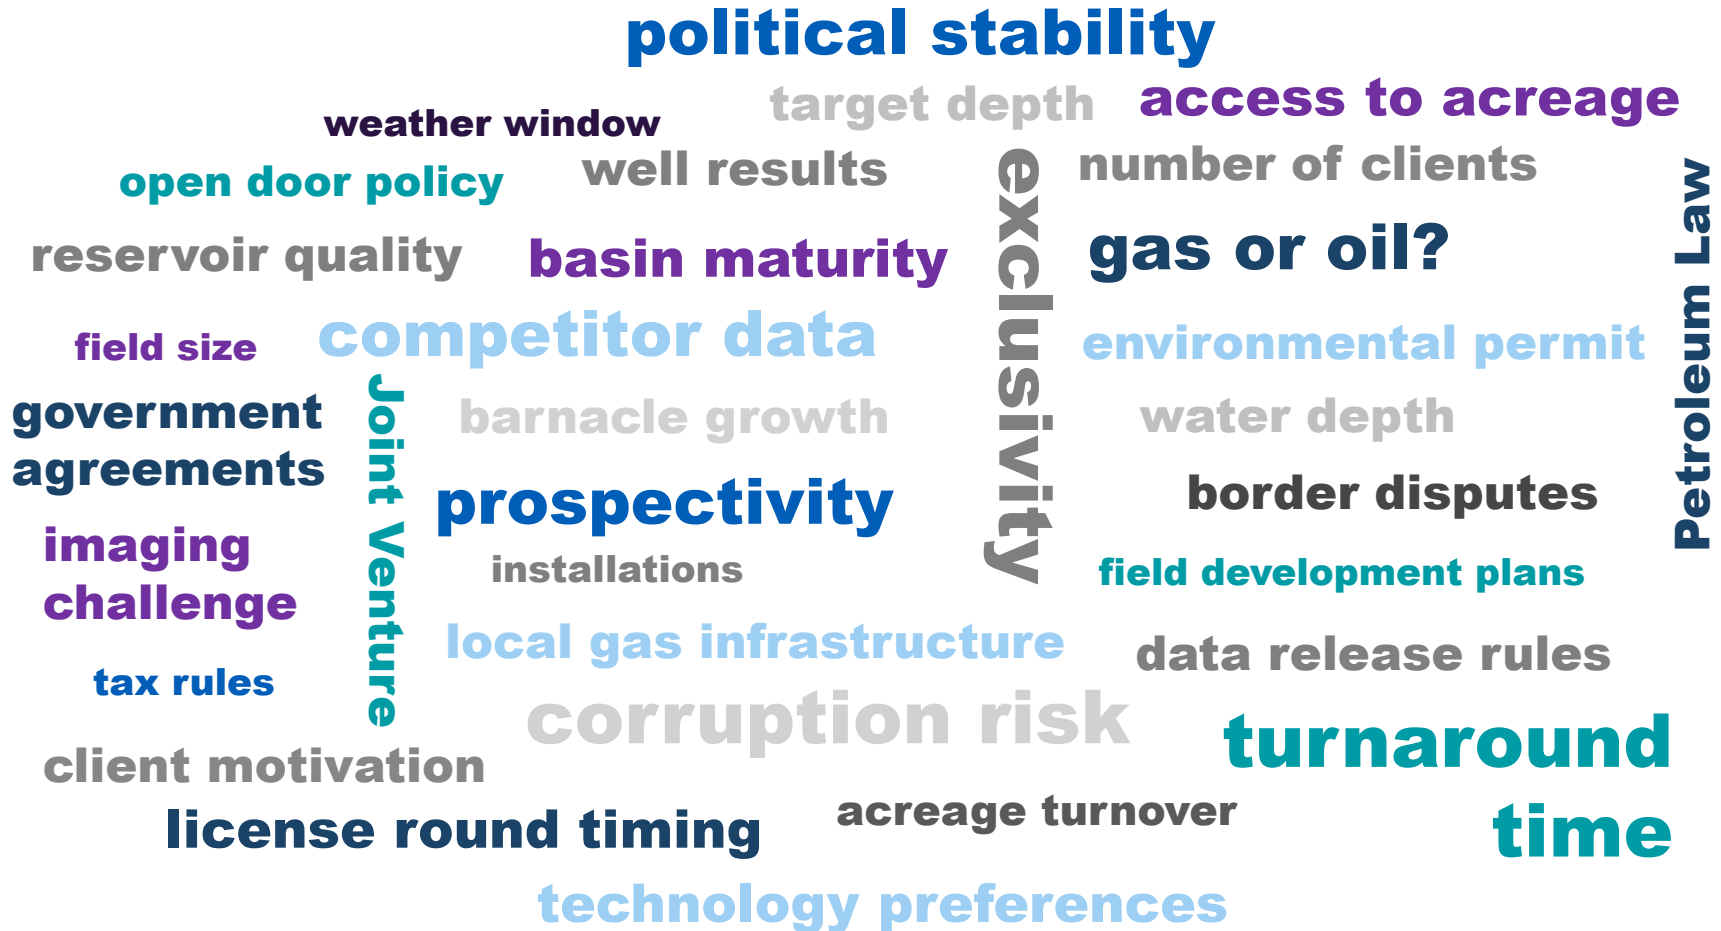 political stability
target depth
access to acreage
weather window
well results
number of clients
open door policy
exclusivity
Petroleum Law
reservoir quality
basin maturity
gas or oil?
field size
competitor data
environmental permit
government
agreements
Joint Venture
barnacle growth
water depth
prospectivity
border disputes
imaging
challenge
installations
field development plans
local gas infrastructure
data release rules
tax rules
corruption risk
turnaround
time
client motivation
license round timing
acreage turnover
technology preferences